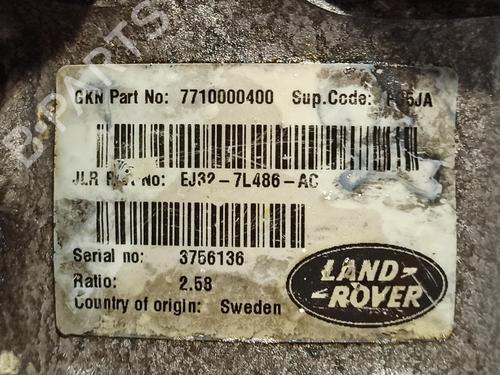 GKN Part No: 7710000400 Sup.Code:
JLR Part No: EJ32-7L486-AC
Serial no: 3756136
Ratio: 2.58
Country of origin: Sweden
LAND-
-ROVER
B-PARTS